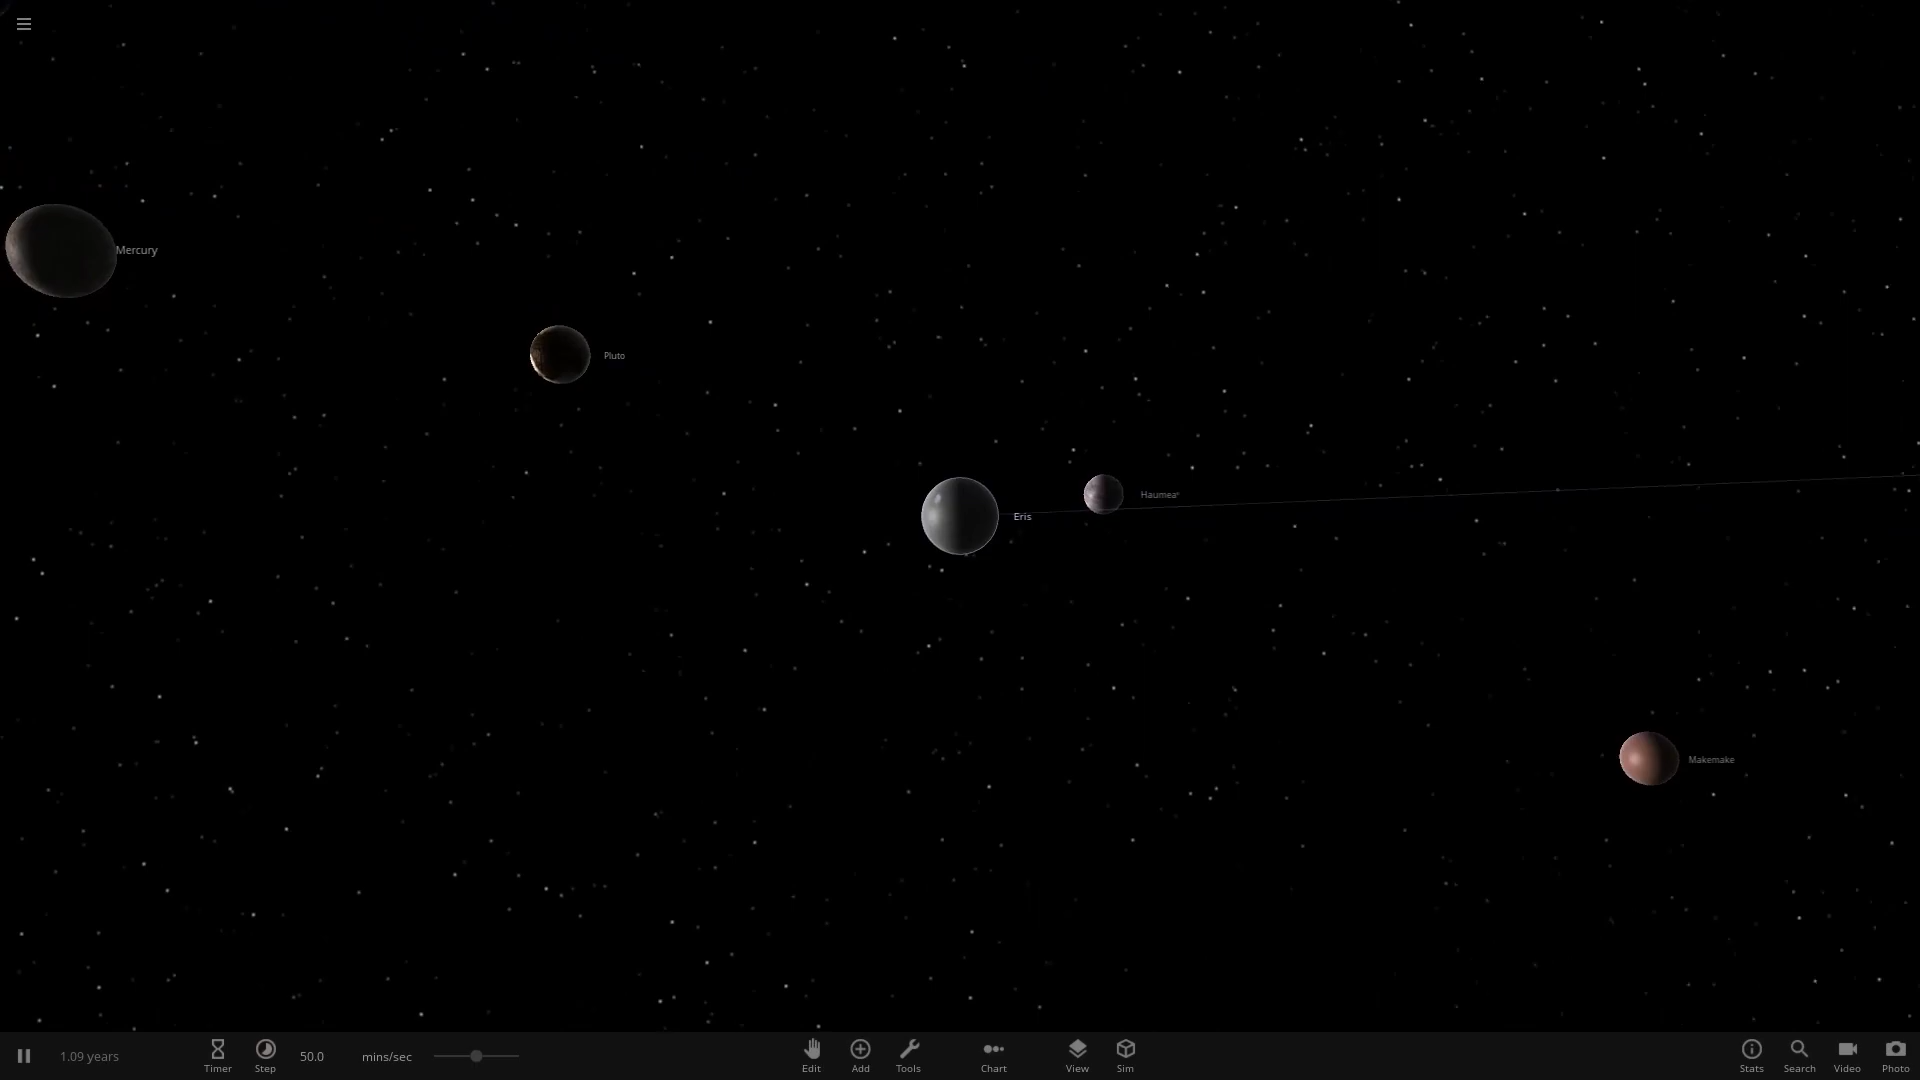 Mercury
Pluto
Eris
Haumea
Makemake
1.09 years
Timer
Step
50.0
mins/sec
Edit
Add
Tools
Chart
View
Sim
Stats
Search
Video
Photo